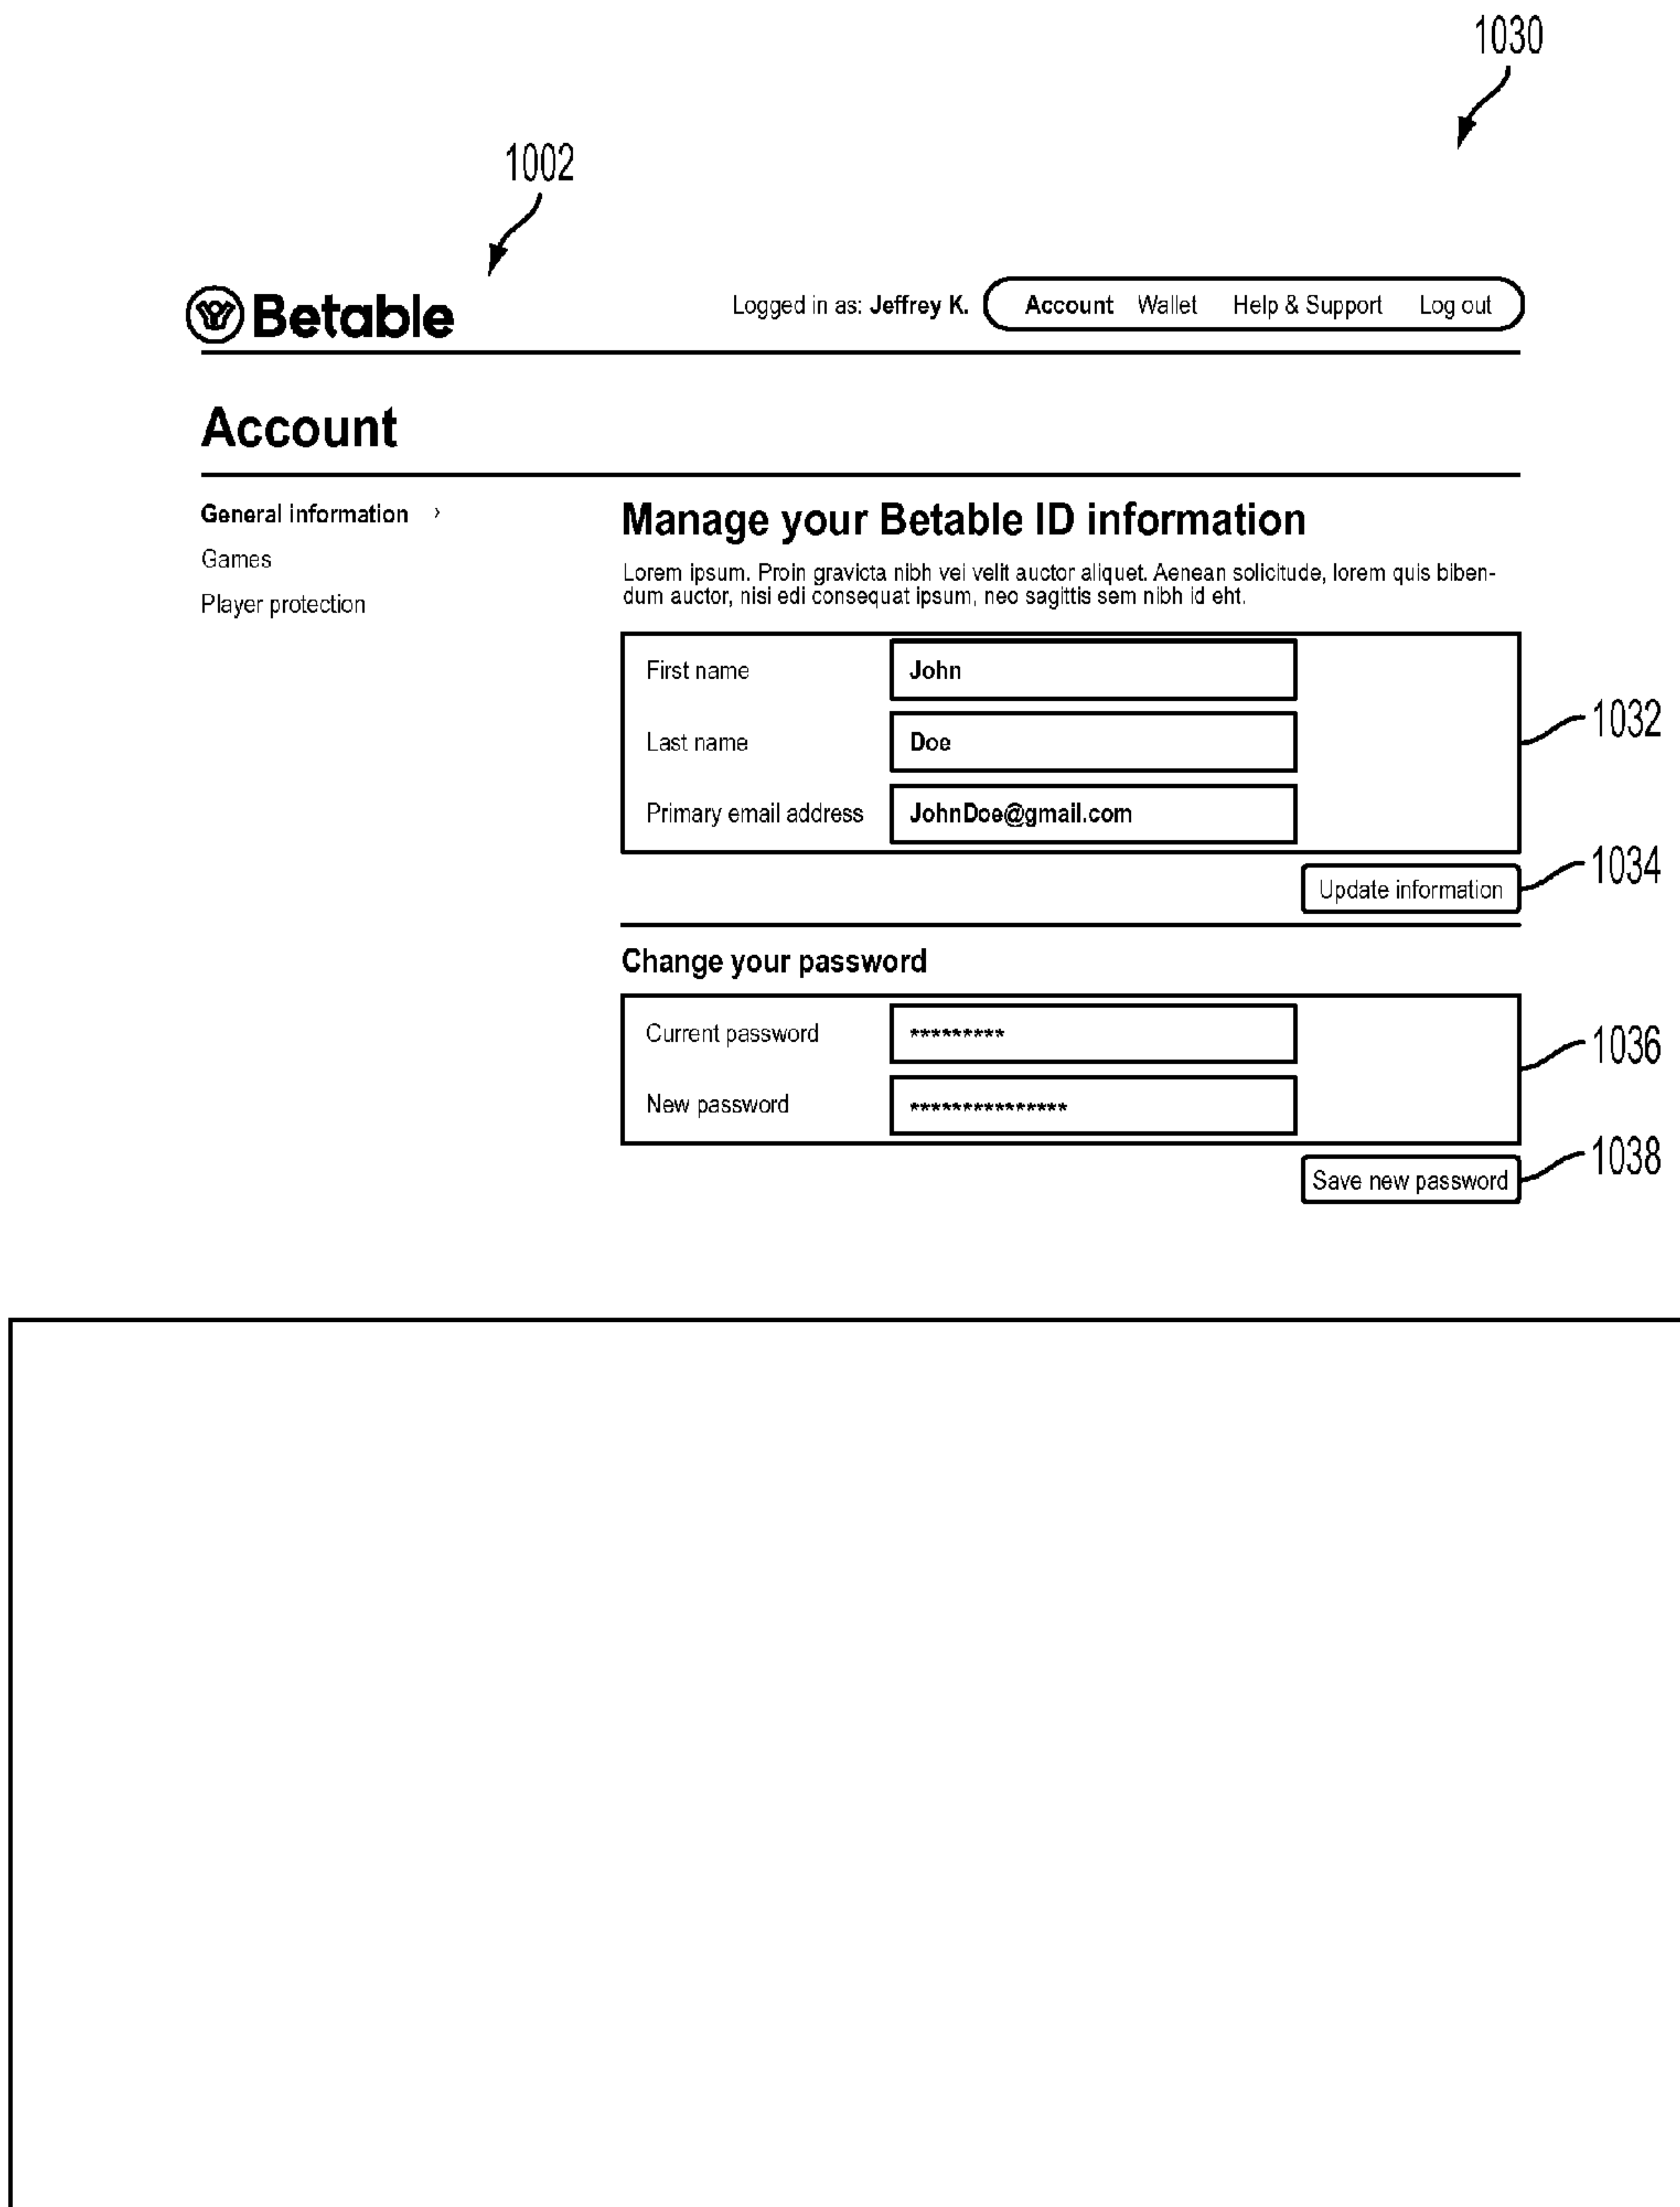 1030
1002
Betable
Logged in as: Jeffrey K. Account Wallet Help & Support Log out
Account
General information ›
Games
Player protection
Manage your Betable ID information
Lorem ipsum. Proin gravicta nibh vei velit auctor aliquet. Aenean solicitude, lorem quis biben-
dum auctor, nisi edi consequat ipsum, neo sagittis sem nibh id eht.
First name John
1032
Last name Doe
Primary email address JohnDoe@gmail.com
1034
Update information
Change your password
Current password *********
1036
New password ***************
1038
Save new password